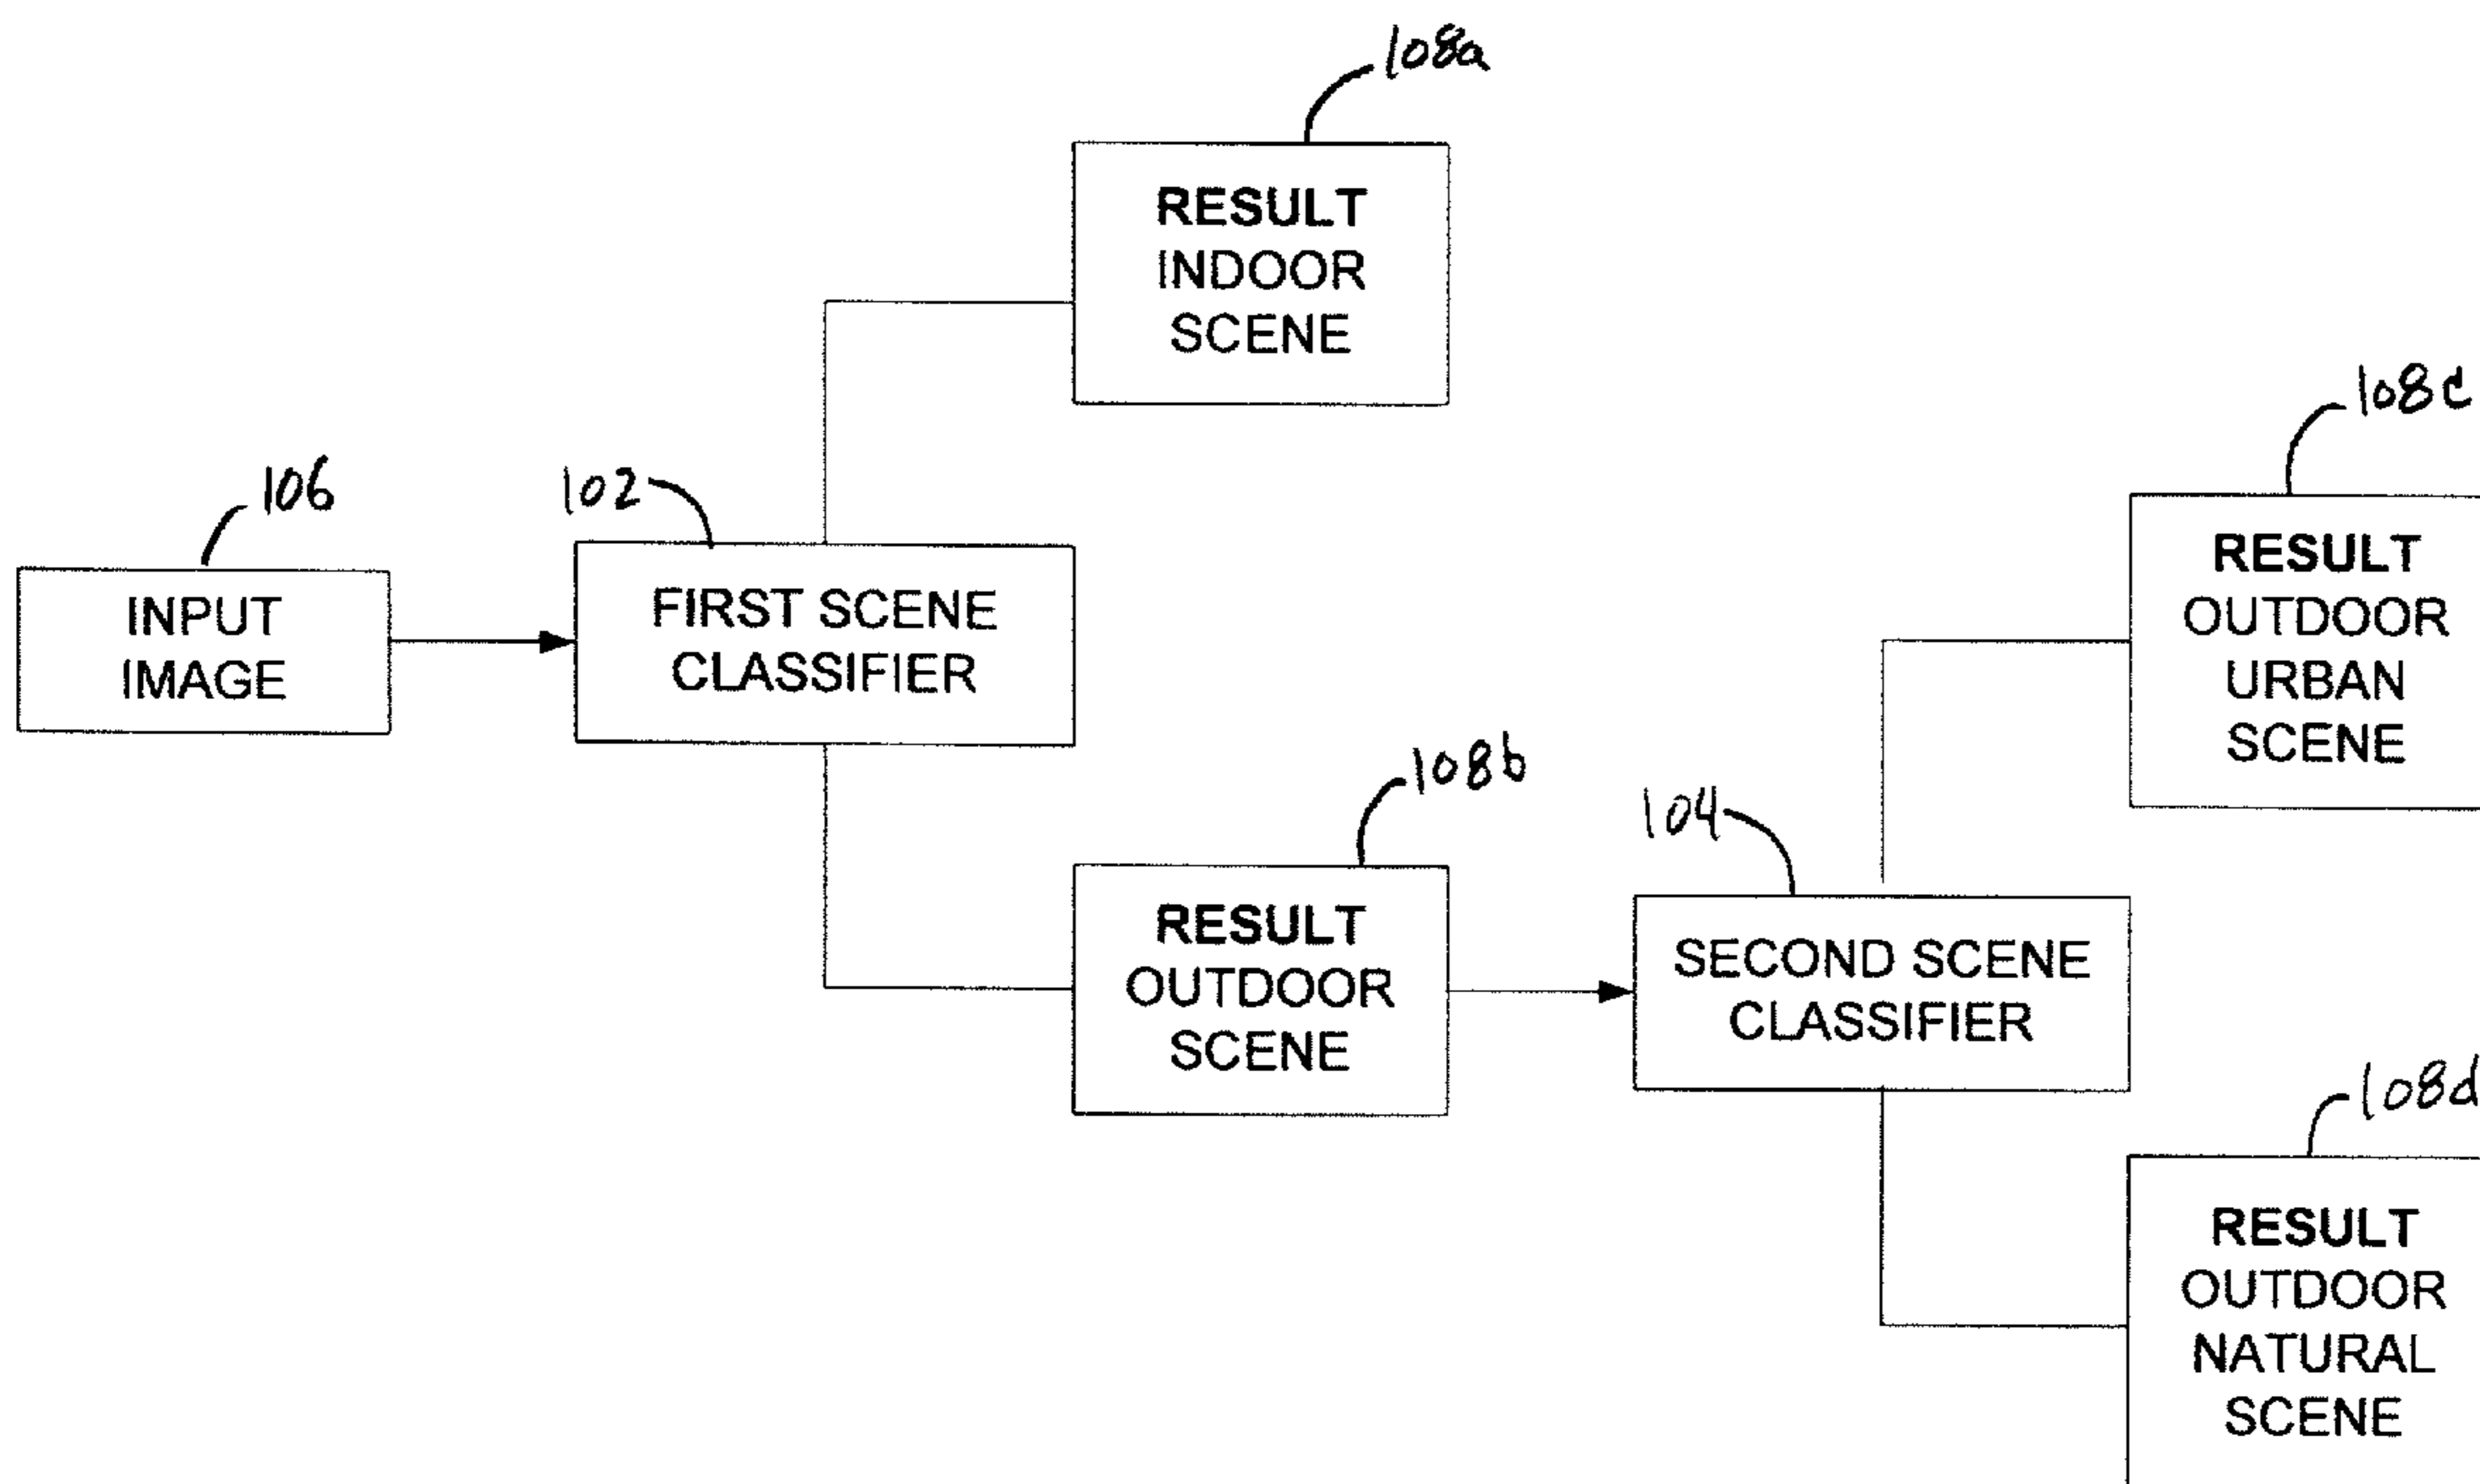 108a
RESULT
INDOOR
SCENE
108c
106
102
RESULT
OUTDOOR
URBAN
SCENE
INPUT
IMAGE
FIRST SCENE
CLASSIFIER
108b
104
RESULT
OUTDOOR
SCENE
SECOND SCENE
CLASSIFIER
108d
RESULT
OUTDOOR
NATURAL
SCENE